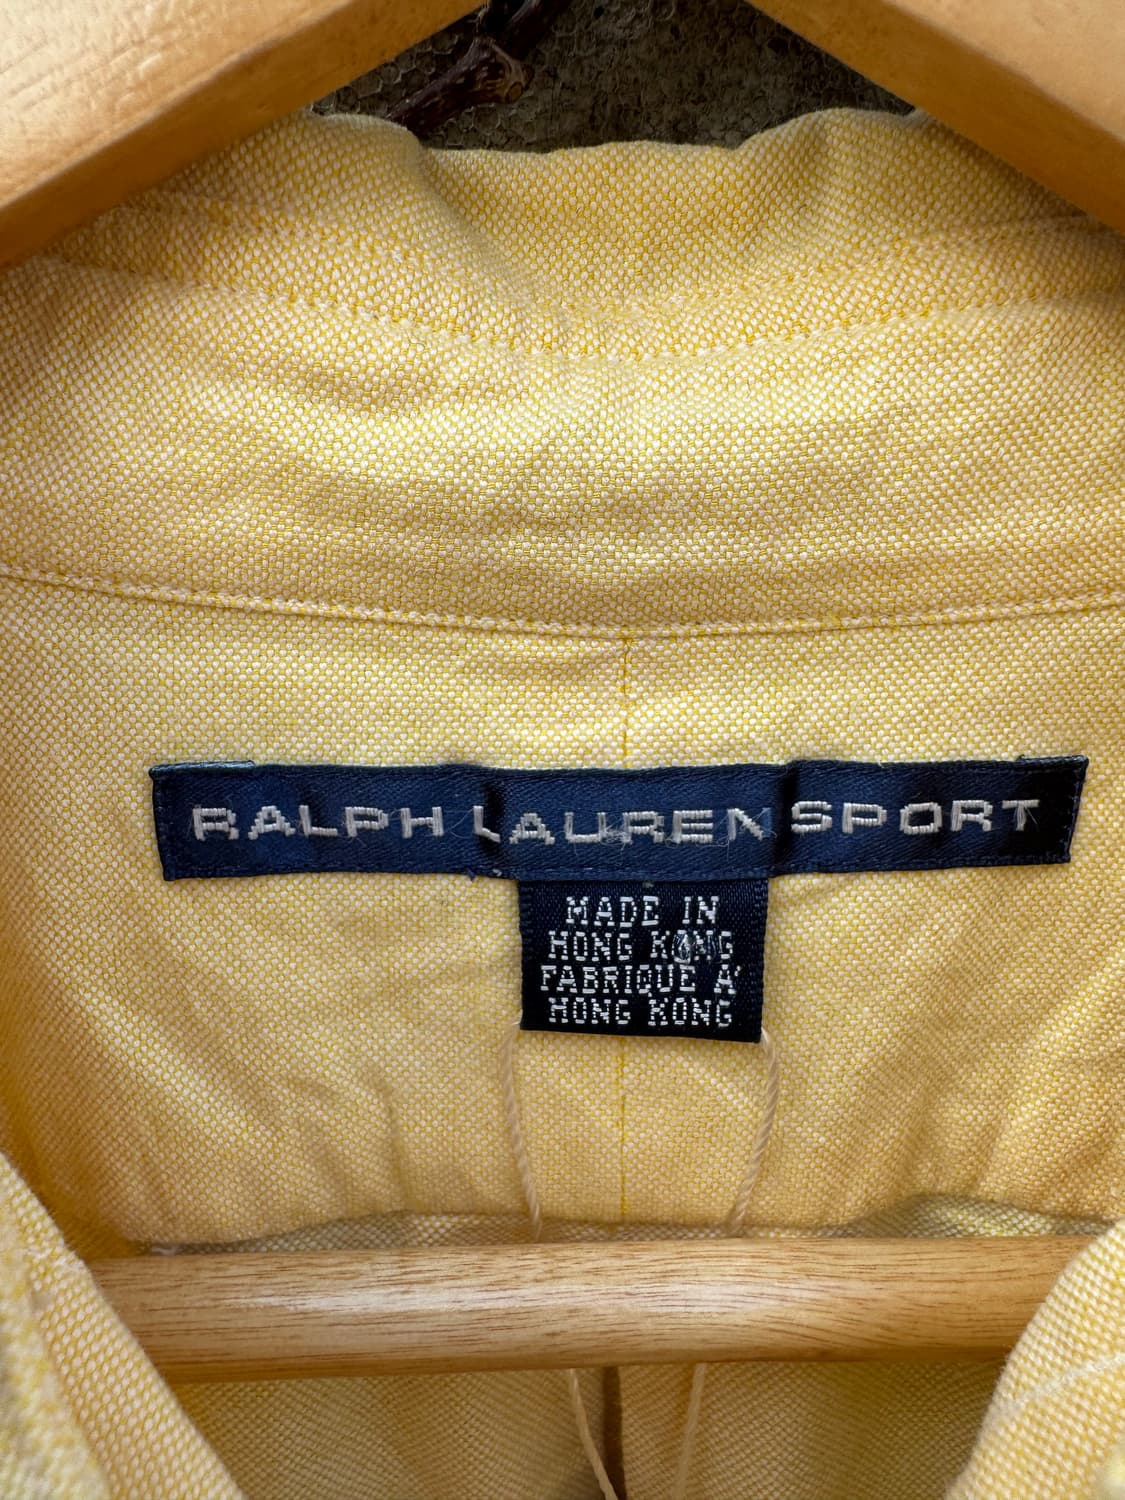 RALPH LAUREN SPORT
MADE IN
HONG KONG
FABRIQUE À
HONG KONG